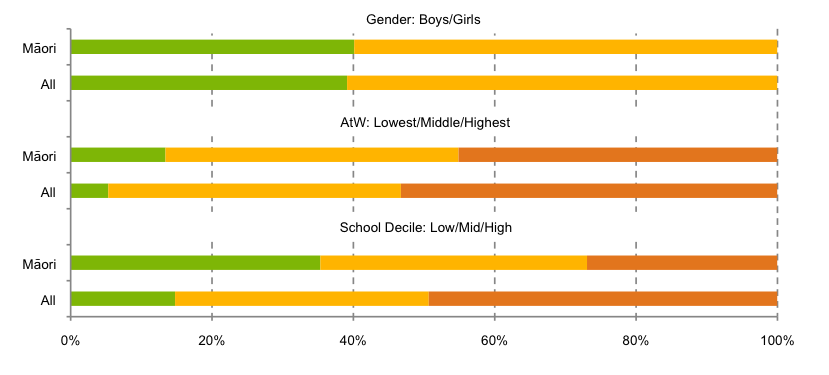 Gender: Boys/Girls
Māori
All
AtW: Lowest/Middle/Highest
Māori
All
School Decile: Low/Mid/High
Māori
All
0% 20% 40% 60% 80% 100%